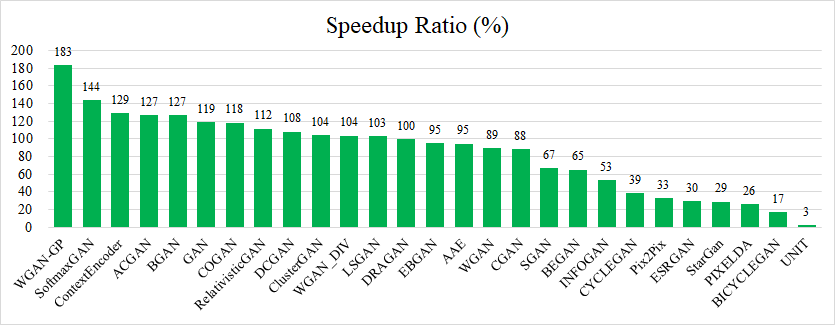 Speedup Ratio (%)
200
180
160
140
120
100
80
60
40
20
0
183
144
129
127
127
119
118
112
108
104
104
103
100
95
95
89
88
67
65
53
39
33
30
29
26
17
3
WGAN-GP
SoftmaxGAN
ContextEncoder
ACGAN
BGAN
GAN
COGAN
RelativisticGAN
DCGAN
ClusterGAN
WGAN_DIV
LSGAN
DRAGAN
EBGAN
AAE
WGAN
CGAN
SGAN
BEGAN
INFOGAN
CYCLEGAN
Pix2Pix
ESRGAN
StarGan
PIXELDA
BICYCLEGAN
UNIT